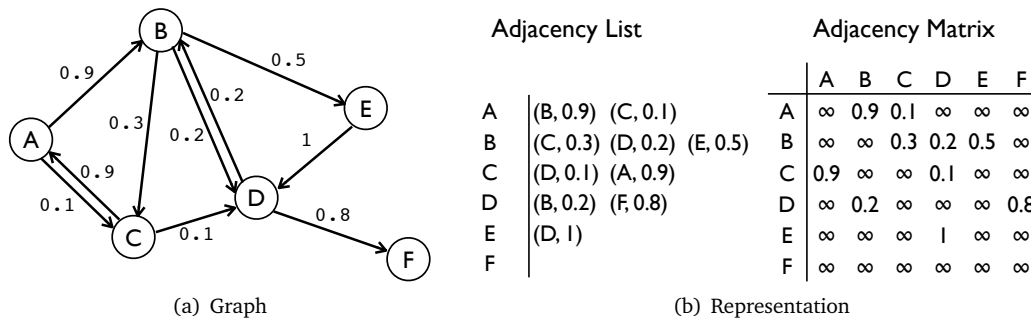 B
0.5
0.9
0.2
E
0.3
0.2
A
1
0.9
D
0.1
0.8
C
0.1
F
(a) Graph
Adjacency List
A (B, 0.9) (C, 0.1)
B (C, 0.3) (D, 0.2) (E, 0.5)
C (D, 0.1) (A, 0.9)
D (B, 0.2) (F, 0.8)
E (D, 1)
F
Adjacency Matrix
A B C D E F
A ∞ 0.9 0.1 ∞ ∞ ∞
B ∞ ∞ 0.3 0.2 0.5 ∞
C 0.9 ∞ ∞ 0.1 ∞ ∞
D ∞ 0.2 ∞ ∞ ∞ 0.8
E ∞ ∞ ∞ 1 ∞ ∞
F ∞ ∞ ∞ ∞ ∞ ∞
(b) Representation